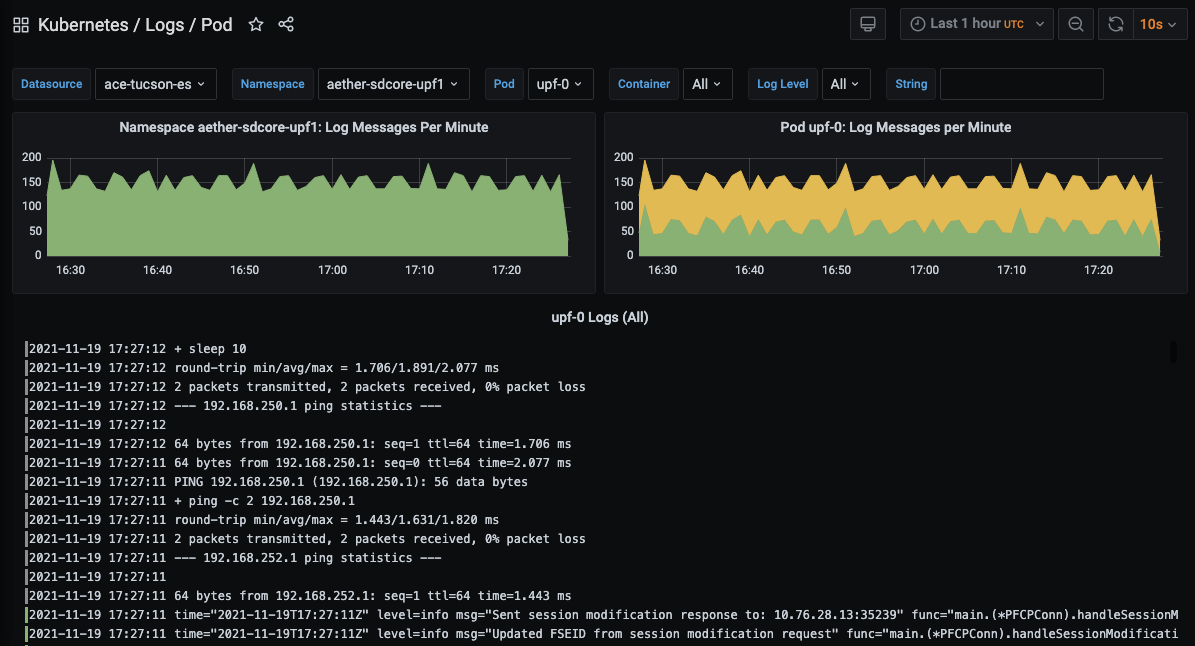 Kubernetes / Logs / Pod
Last 1 hour UTC
10s
Datasource ace-tucson-es Namespace aether-sdcore-upf1 Pod upf-0 Container All Log Level All String
Namespace aether-sdcore-upf1: Log Messages Per Minute
200
150
100
50
0
16:30 16:40 16:50 17:00 17:10 17:20
Pod upf-0: Log Messages per Minute
200
150
100
50
0
16:30 16:40 16:50 17:00 17:10 17:20
upf-0 Logs (All)
2021-11-19 17:27:12 + sleep 10
2021-11-19 17:27:12 round-trip min/avg/max = 1.706/1.891/2.077 ms
2021-11-19 17:27:12 2 packets transmitted, 2 packets received, 0% packet loss
2021-11-19 17:27:12 --- 192.168.250.1 ping statistics ---
2021-11-19 17:27:12
2021-11-19 17:27:12 64 bytes from 192.168.250.1: seq=1 ttl=64 time=1.706 ms
2021-11-19 17:27:11 64 bytes from 192.168.250.1: seq=0 ttl=64 time=2.077 ms
2021-11-19 17:27:11 PING 192.168.250.1 (192.168.250.1): 56 data bytes
2021-11-19 17:27:11 + ping -c 2 192.168.250.1
2021-11-19 17:27:11 round-trip min/avg/max = 1.443/1.631/1.820 ms
2021-11-19 17:27:11 2 packets transmitted, 2 packets received, 0% packet loss
2021-11-19 17:27:11 --- 192.168.252.1 ping statistics ---
2021-11-19 17:27:11
2021-11-19 17:27:11 64 bytes from 192.168.252.1: seq=1 ttl=64 time=1.443 ms
2021-11-19 17:27:11 time="2021-11-19T17:27:11Z" level=info msg="Sent session modification response to: 10.76.28.13:35239" func="main.(*PFCPConn).handleSessionM
2021-11-19 17:27:11 time="2021-11-19T17:27:11Z" level=info msg="Updated FSEID from session modification request" func="main.(*PFCPConn).handleSessionModificati